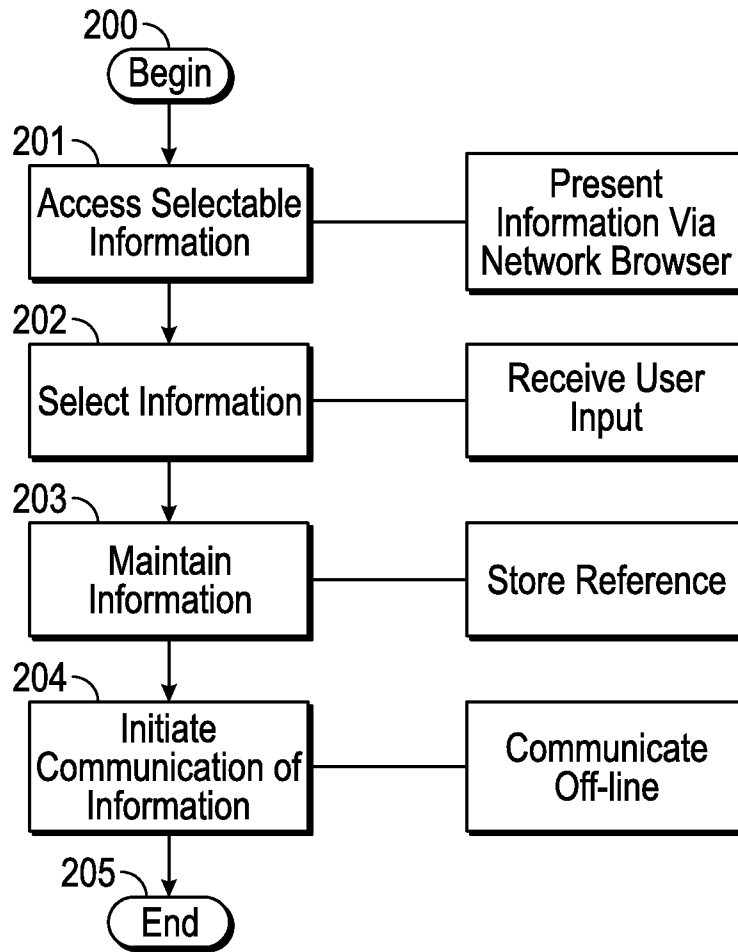 200
Begin
201
Access Selectable
Information
Present
Information Via
Network Browser
202
Select Information
Receive User
Input
203
Maintain
Information
Store Reference
204
Initiate
Communication of
Information
Communicate
Off-line
205
End